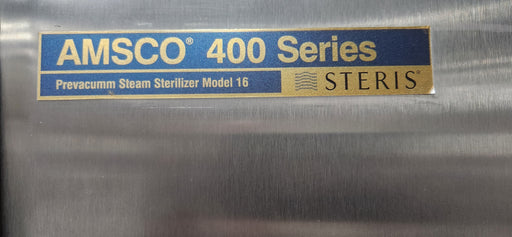 AMSCO® 400 Series
Prevacumm Steam Sterilizer Model 16
STERIS®